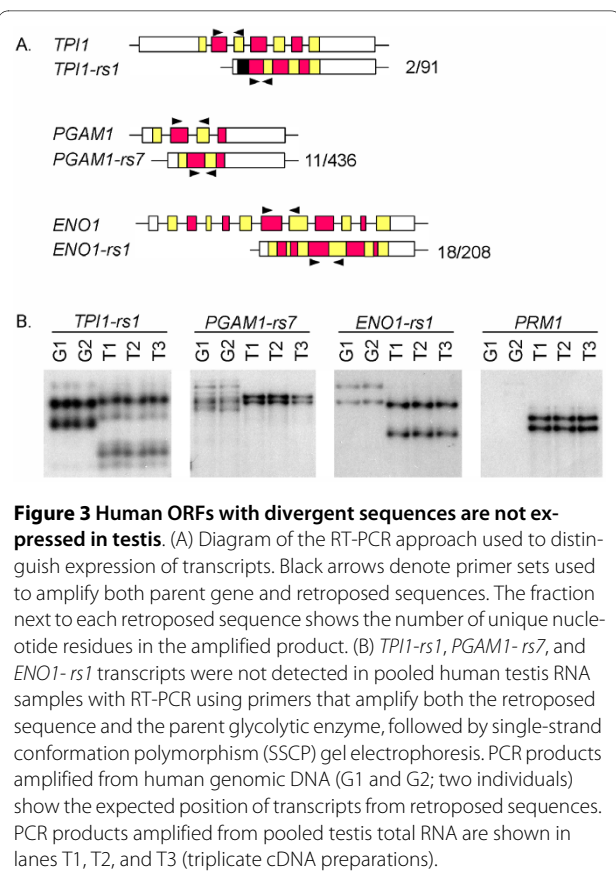 A.
TPI1
TPI1-rs1
2/91
PGAM1
PGAM1-rs7
11/436
ENO1
ENO1-rs1
18/208
B.
TPI1-rs1 PGAM1-rs7 ENO1-rs1 PRM1
G1 G2 T1 T2 T3 G1 G2 T1 T2 T3 G1 G2 T1 T2 T3 G1 G2 T1 T2 T3
Figure 3 Human ORFs with divergent sequences are not ex-
pressed in testis. (A) Diagram of the RT-PCR approach used to distin-
guish expression of transcripts. Black arrows denote primer sets used
to amplify both parent gene and retroposed sequences. The fraction
next to each retroposed sequence shows the number of unique nucle-
otide residues in the amplified product. (B) TPI1-rs1, PGAM1- rs7, and
ENO1- rs1 transcripts were not detected in pooled human testis RNA
samples with RT-PCR using primers that amplify both the retroposed
sequence and the parent glycolytic enzyme, followed by single-strand
conformation polymorphism (SSCP) gel electrophoresis. PCR products
amplified from human genomic DNA (G1 and G2; two individuals)
show the expected position of transcripts from retroposed sequences.
PCR products amplified from pooled testis total RNA are shown in
lanes T1, T2, and T3 (triplicate cDNA preparations).